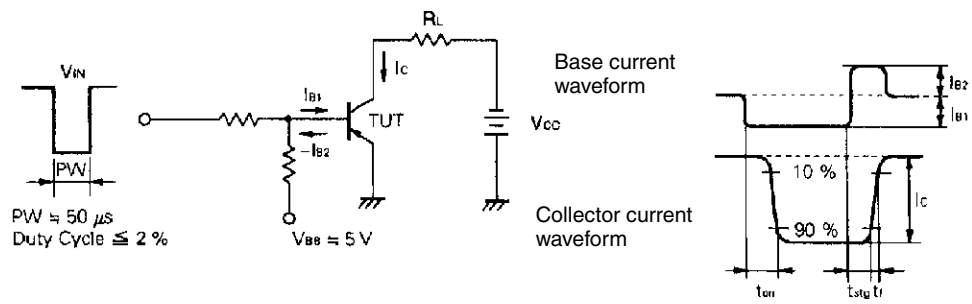 VIN
PW
PW ≒ 50 μs
Duty Cycle ≦ 2 %
IB1
−IB2
VBB ≒ 5 V
TUT
IC
RL
VCC
Base current
waveform
IB2
IB1
Collector current
waveform
10 %
90 %
IC
ton
tstg tf